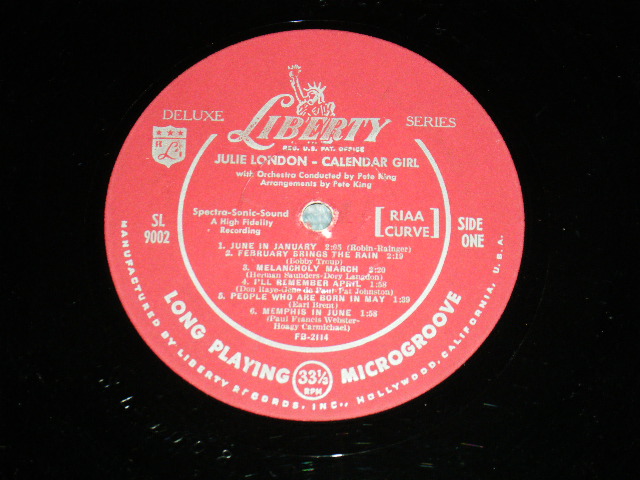 DELUXE LIBERTY SERIES
REG. U.S. PAT. OFFICE
JULIE LONDON - CALENDAR GIRL
with Orchestra Conducted by Pete King
Arrangements by Pete King
Spectra-Sonic-Sound
A High Fidelity
Recording
[RIAA
CURVE]
SL
9002
SIDE
ONE
1. JUNE IN JANUARY 2:03 (Robin-Rainger)
2. FEBRUARY BRINGS THE RAIN 2:19
(Bobby Troup)
3. MELANCHOLY MARCH 2:20
(Herman Saunders-Dory Langdon)
4. I'LL REMEMBER APRIL 1:58
(Don Raye-Gene de Paul-Pat Johnston)
5. PEOPLE WHO ARE BORN IN MAY 1:39
(Earl Brent)
6. MEMPHIS IN JUNE 1:58
(Paul Francis Webster-
Hoagy Carmichael)
FB-2114
LONG PLAYING 33⅓ RPM MICROGROOVE
MANUFACTURED BY LIBERTY RECORDS, INC., HOLLYWOOD, CALIFORNIA, U.S.A.